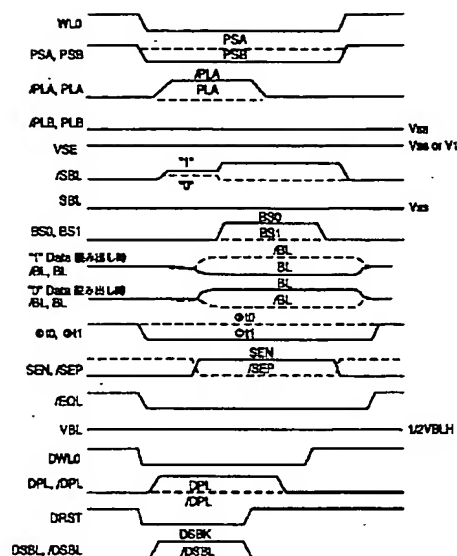 WL0
PSA
PSA, PSB
PSB
/PLA
/PLA, PLA
PLA
/PLB, PLB
Vss
VSE
Vss or V1
"1"
/SBL
"0"
SBL
Vss
BS0
BS0, BS1
BS1
/BL
"1" Data 読み出し時
/BL, BL
BL
BL
"0" Data 読み出し時
/BL, BL
/BL
Φt0
Φt0, Φt1
Φt1
SEN
SEN, /SEP
/SEP
/EQL
VBL
1/2VBLH
DWL0
DPL, /DPL
DPL
/DPL
DRST
DSBK
DSBL, /DSBL
/DSBL